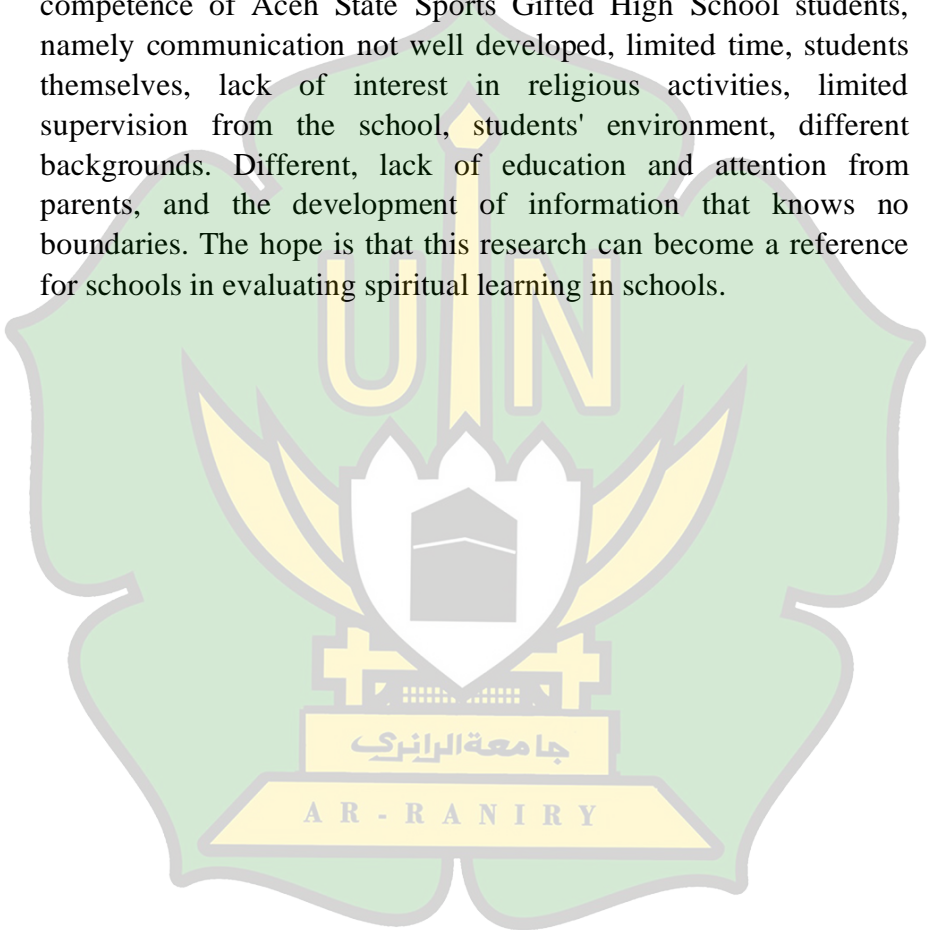 competence of Aceh State Sports Gifted High School students,
namely communication not well developed, limited time, students
themselves, lack of interest in religious activities, limited
supervision from the school, students' environment, different
backgrounds. Different, lack of education and attention from
parents, and the development of information that knows no
boundaries. The hope is that this research can become a reference
for schools in evaluating spiritual learning in schools.
UIN
جامعة الرانري
AR-RANIRY